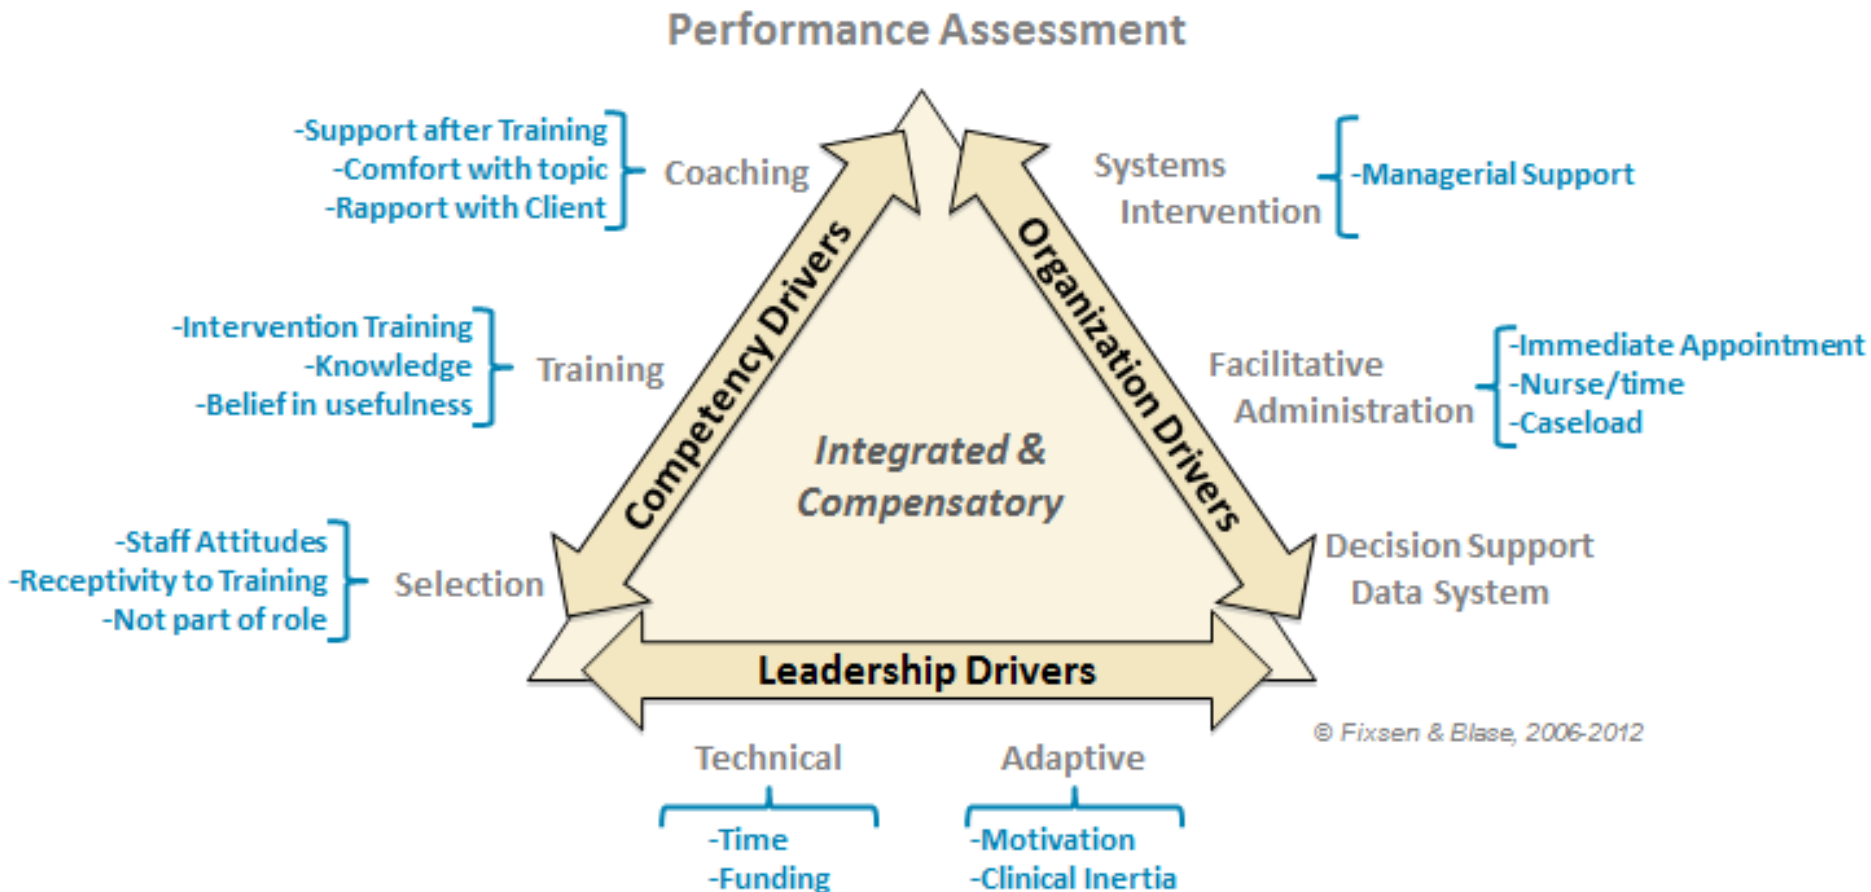 Performance Assessment
-Support after Training
-Comfort with topic
-Rapport with Client
Coaching
Systems
Intervention
-Managerial Support
Competency Drivers
Organization Drivers
-Intervention Training
-Knowledge
-Belief in usefulness
Training
Facilitative
Administration
-Immediate Appointment
-Nurse/time
-Caseload
Integrated &
Compensatory
-Staff Attitudes
-Receptivity to Training
-Not part of role
Selection
Decision Support
Data System
Leadership Drivers
© Fixsen & Blase, 2006-2012
Technical
-Time
-Funding
Adaptive
-Motivation
-Clinical Inertia